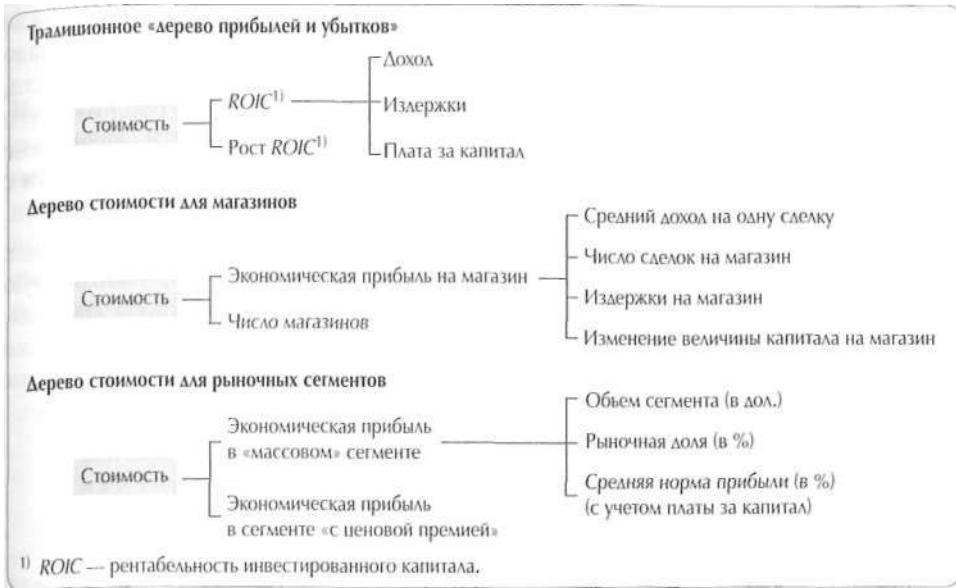 Традиционное «дерево прибылей и убытков»
Доход
ROIC¹⁾
Издержки
Стоимость
Рост ROIC¹⁾
Плата за капитал
Дерево стоимости для магазинов
Средний доход на одну сделку
Число сделок на магазин
Экономическая прибыль на магазин
Стоимость
Издержки на магазин
Число магазинов
Изменение величины капитала на магазин
Дерево стоимости для рыночных сегментов
Объем сегмента (в дол.)
Экономическая прибыль
в «массовом» сегменте
Рыночная доля (в %)
Стоимость
Средняя норма прибыли (в %)
(с учетом платы за капитал)
Экономическая прибыль
в сегменте «с ценовой премией»
¹⁾ ROIC — рентабельность инвестированного капитала.